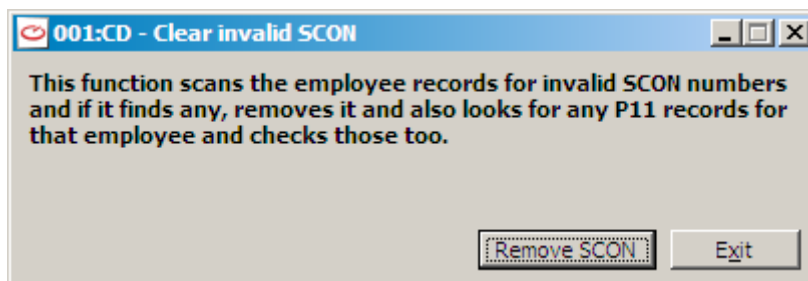 001:CD - Clear invalid SCON
This function scans the employee records for invalid SCON numbers
and if it finds any, removes it and also looks for any P11 records for
that employee and checks those too.
Remove SCON
Exit